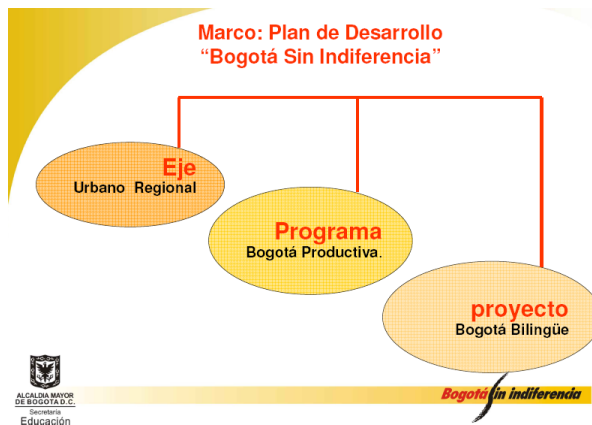 Marco: Plan de Desarrollo
“Bogotá Sin Indiferencia”
Eje
Urbano Regional
Programa
Bogotá Productiva.
proyecto
Bogotá Bilingüe
ALCALDIA MAYOR
DE BOGOTA D.C.
Secretaría
Educación
Bogotá sin indiferencia